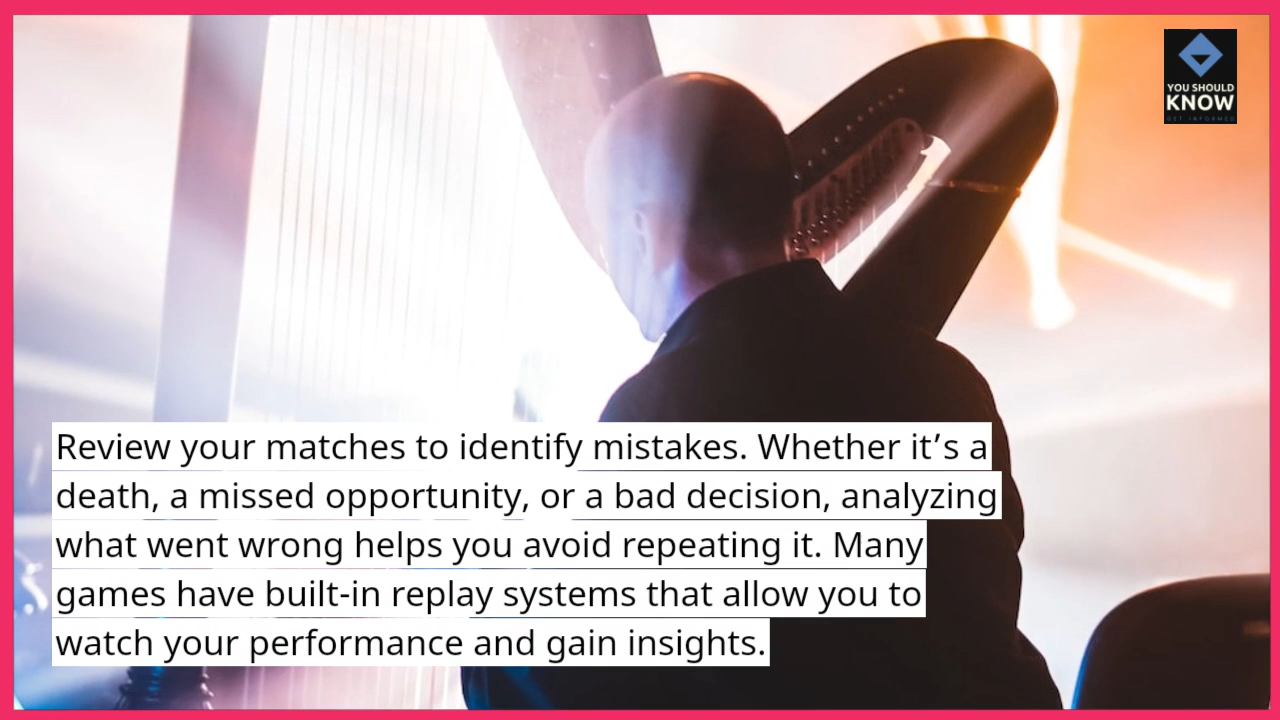 YOU SHOULD
KNOW
GET INFORMED
Review your matches to identify mistakes. Whether it’s a
death, a missed opportunity, or a bad decision, analyzing
what went wrong helps you avoid repeating it. Many
games have built-in replay systems that allow you to
watch your performance and gain insights.